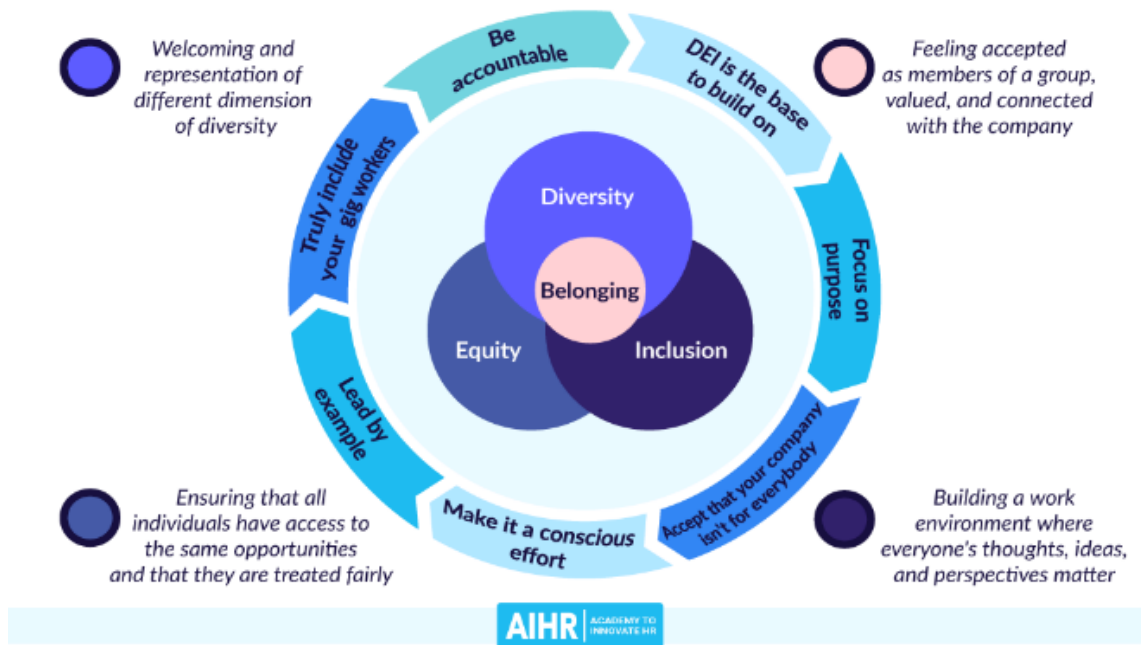 Welcoming and
representation of
different dimension
of diversity
Be
accountable
DEI is the base
to build on
Feeling accepted
as members of a group,
valued, and connected
with the company
Truly include
your gig workers
Focus on
purpose
Diversity
Belonging
Equity
Inclusion
Lead by
example
Accept that your company
isn't for everybody
Make it a conscious
effort
Ensuring that all
individuals have access to
the same opportunities
and that they are treated fairly
Building a work
environment where
everyone's thoughts, ideas,
and perspectives matter
AIHR
ACADEMY TO
INNOVATE HR